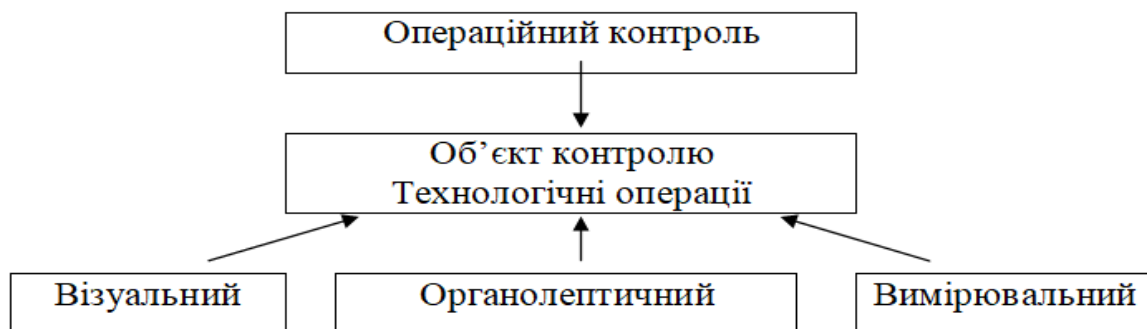 Операційний контроль
Об’єкт контролю
Технологічні операції
Візуальний
Органолептичний
Вимірювальний